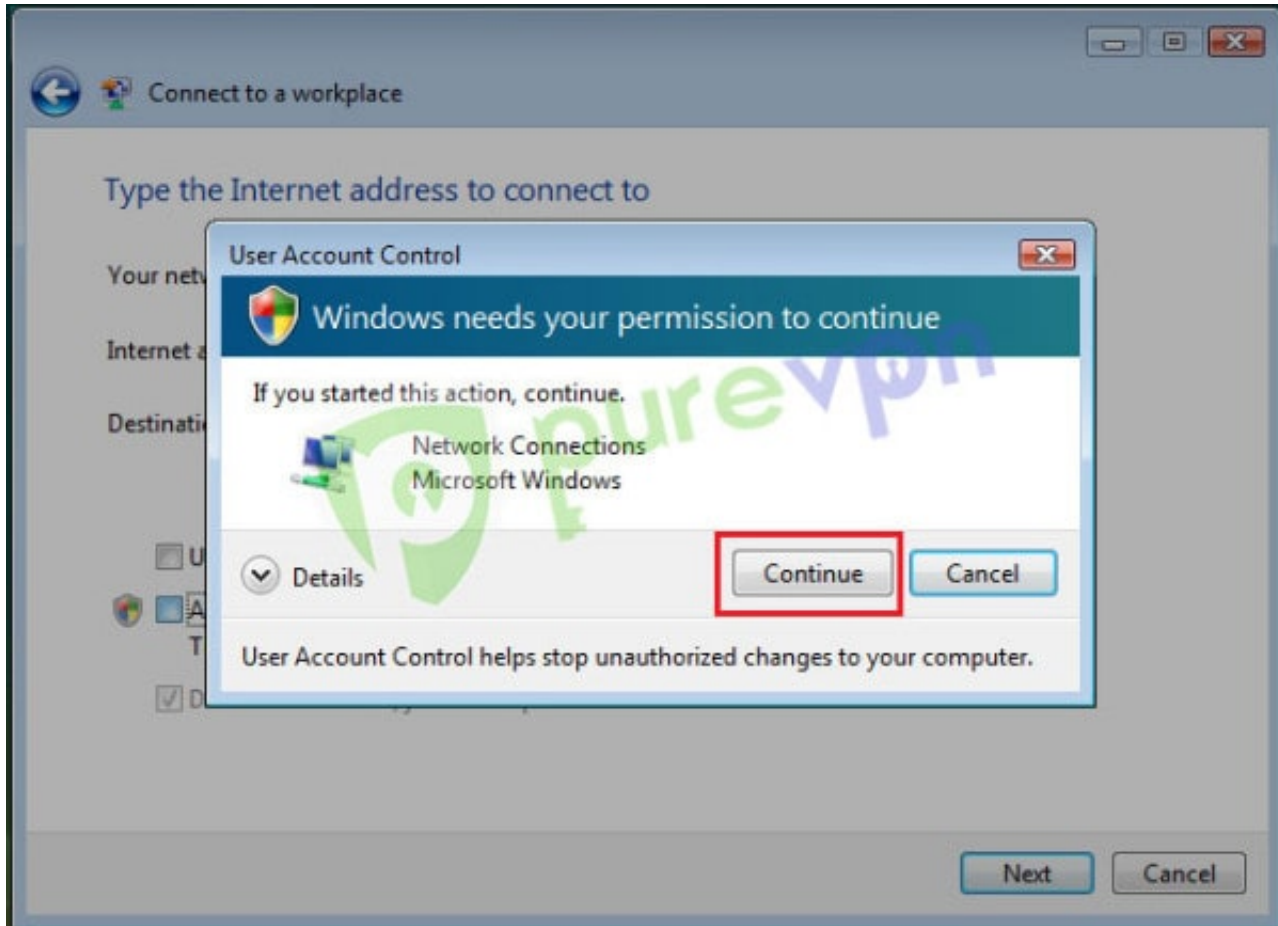 Connect to a workplace
Type the Internet address to connect to
Your
Internet
User Account Control
Windows needs your permission to continue
If you started this action, continue.
Network Connections
Microsoft Windows
purevpn
Details
Continue
Cancel
User Account Control helps stop unauthorized changes to your computer.
Next
Cancel